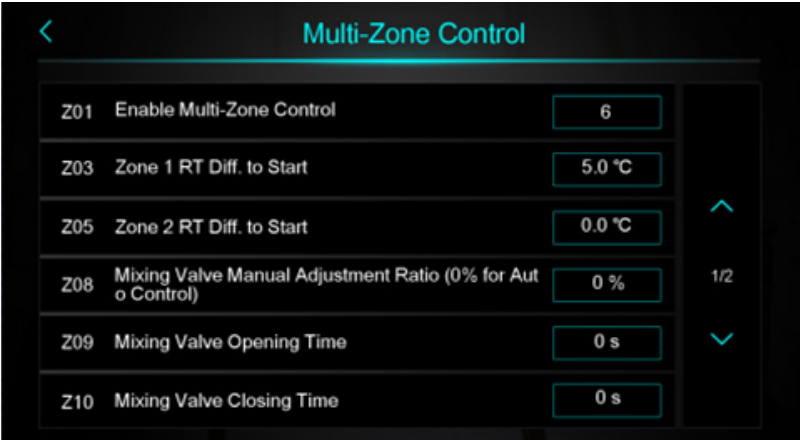 Multi-Zone Control
Z01 Enable Multi-Zone Control 6
Z03 Zone 1 RT Diff. to Start 5.0 ℃
Z05 Zone 2 RT Diff. to Start 0.0 ℃
Z08 Mixing Valve Manual Adjustment Ratio (0% for Aut
o Control) 0 %
1/2
Z09 Mixing Valve Opening Time 0 s
Z10 Mixing Valve Closing Time 0 s